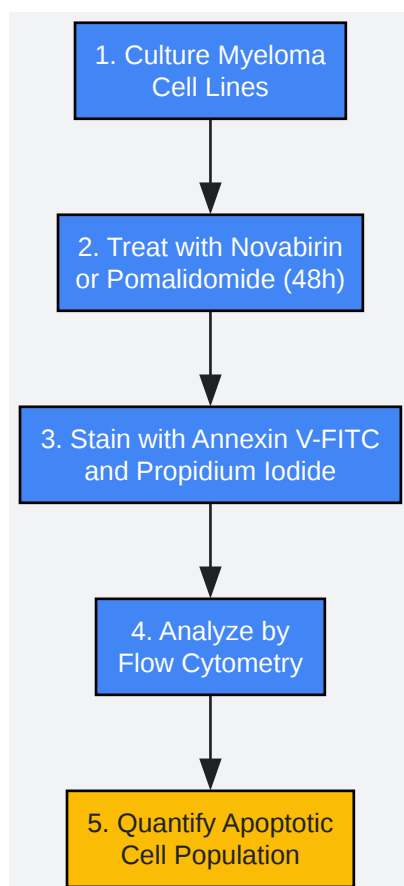 1. Culture Myeloma
Cell Lines
2. Treat with Novabirin
or Pomalidomide (48h)
3. Stain with Annexin V-FITC
and Propidium Iodide
4. Analyze by
Flow Cytometry
5. Quantify Apoptotic
Cell Population